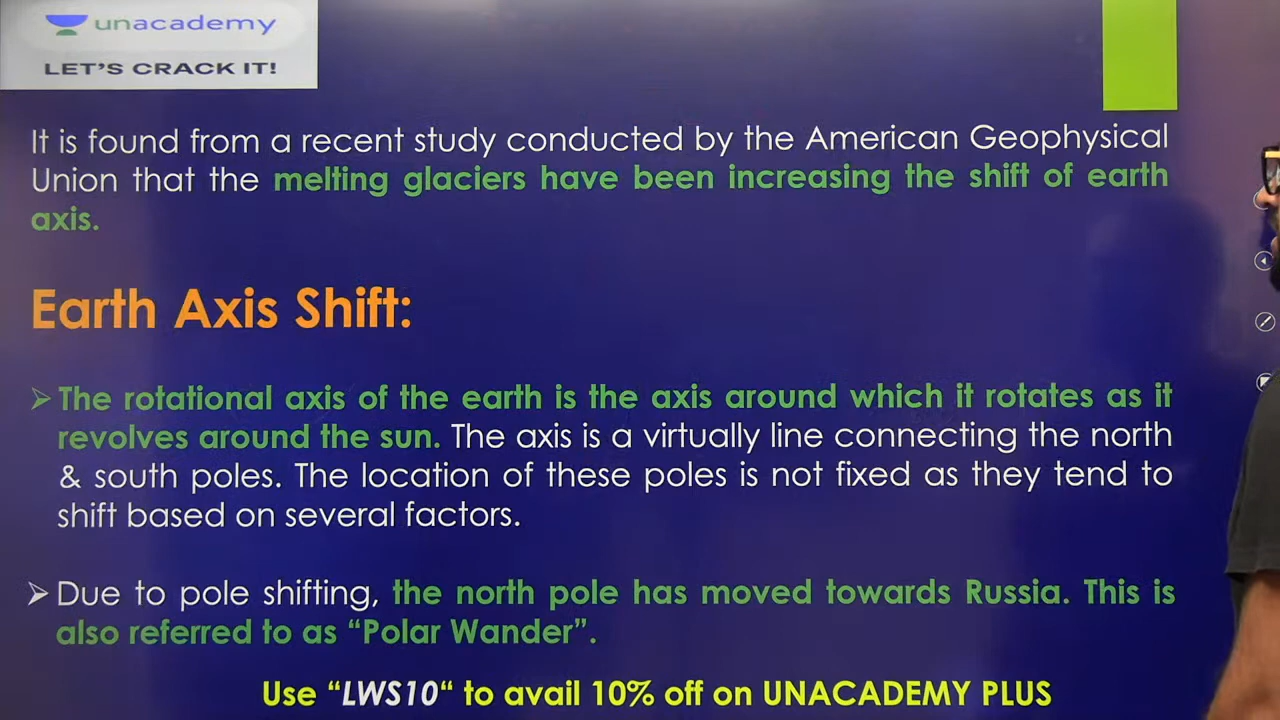 unacademy
LET'S CRACK IT!
It is found from a recent study conducted by the American Geophysical
Union that the melting glaciers have been increasing the shift of earth
axis.
Earth Axis Shift:
The rotational axis of the earth is the axis around which it rotates as it
revolves around the sun. The axis is a virtually line connecting the north
& south poles. The location of these poles is not fixed as they tend to
shift based on several factors.
Due to pole shifting, the north pole has moved towards Russia. This is
also referred to as “Polar Wander”.
Use “LWS10“ to avail 10% off on UNACADEMY PLUS